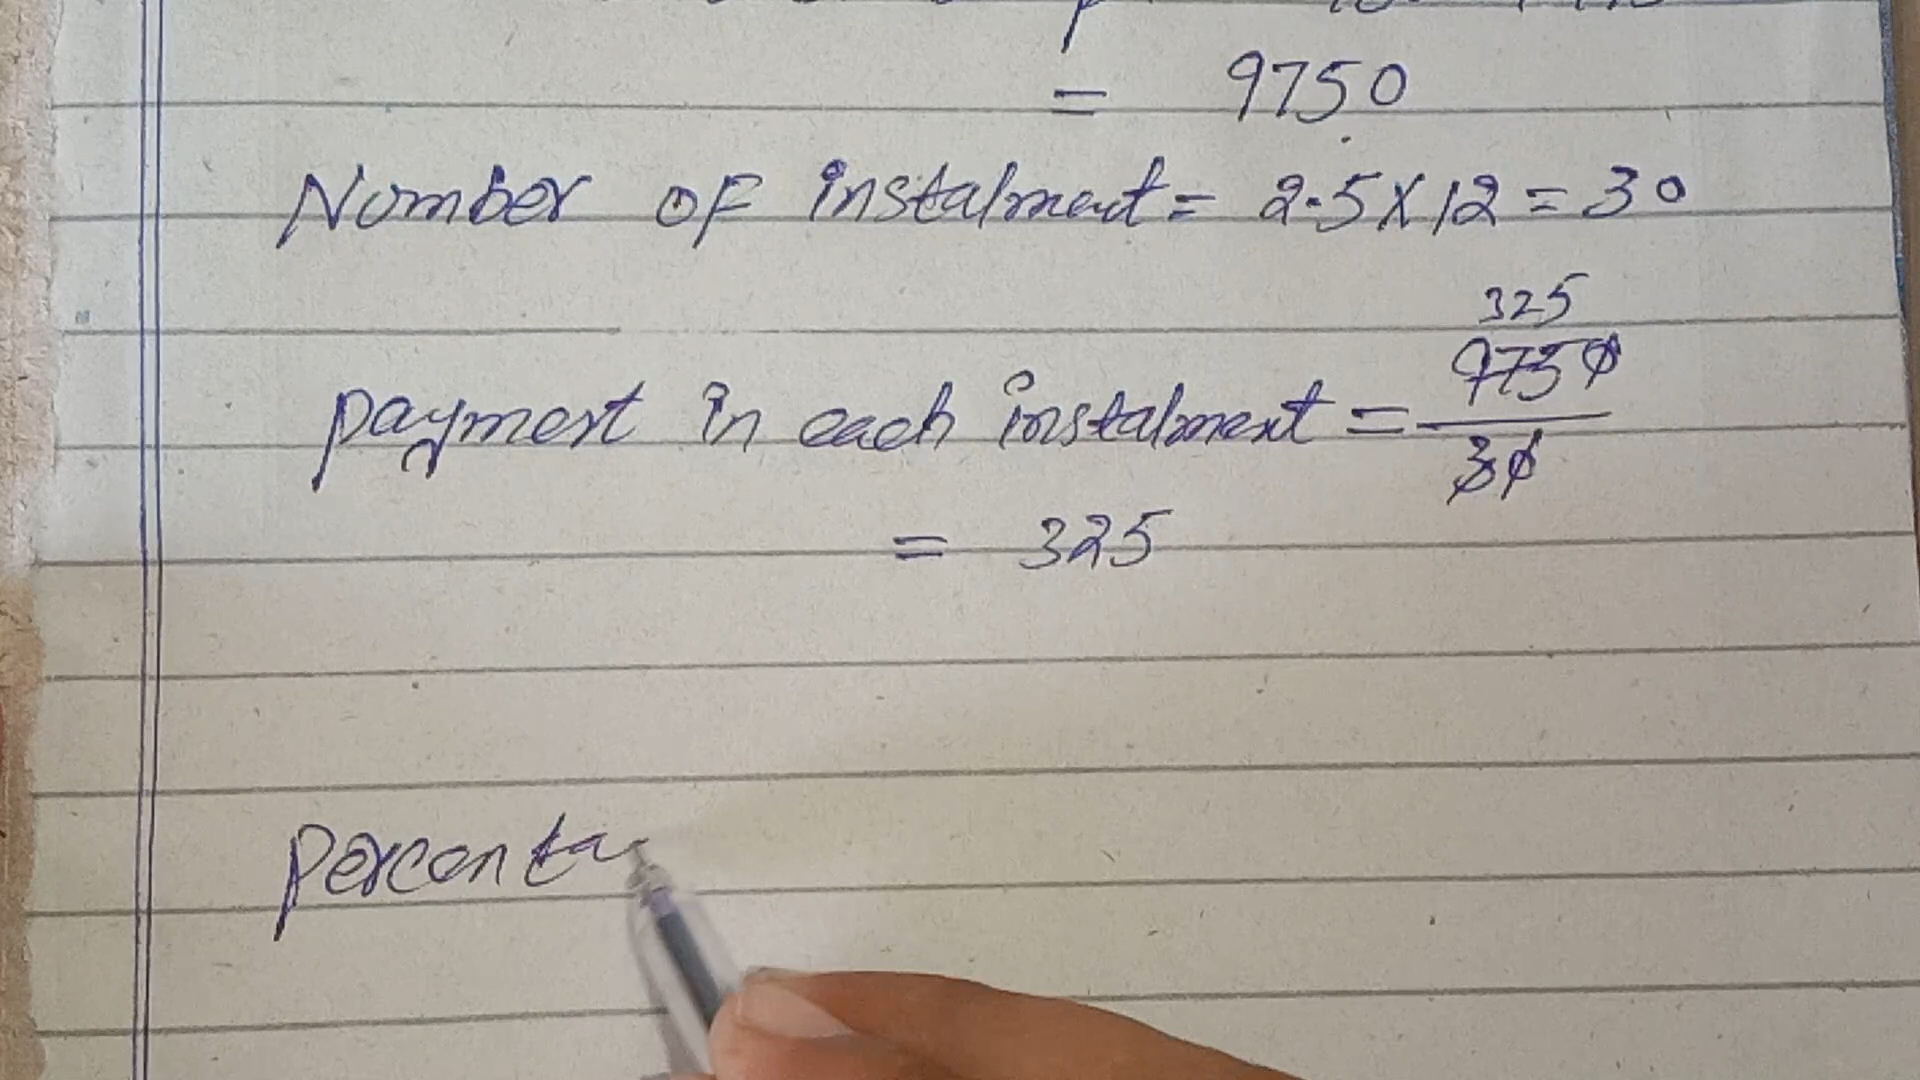 = 9750
Number of instalment = 2.5 X 12 = 30
325
payment in each instalment = 9750/30
= 325
Percenta